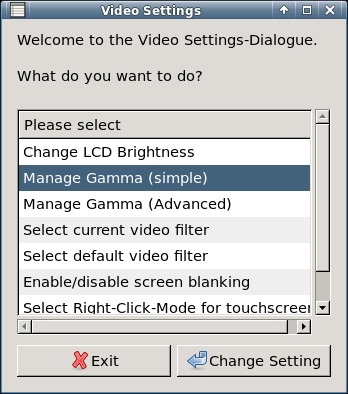 Video Settings
Welcome to the Video Settings-Dialogue.
What do you want to do?
Please select
Change LCD Brightness
Manage Gamma (simple)
Manage Gamma (Advanced)
Select current video filter
Select default video filter
Enable/disable screen blanking
Select Right-Click-Mode for touchscreen
Exit
Change Setting